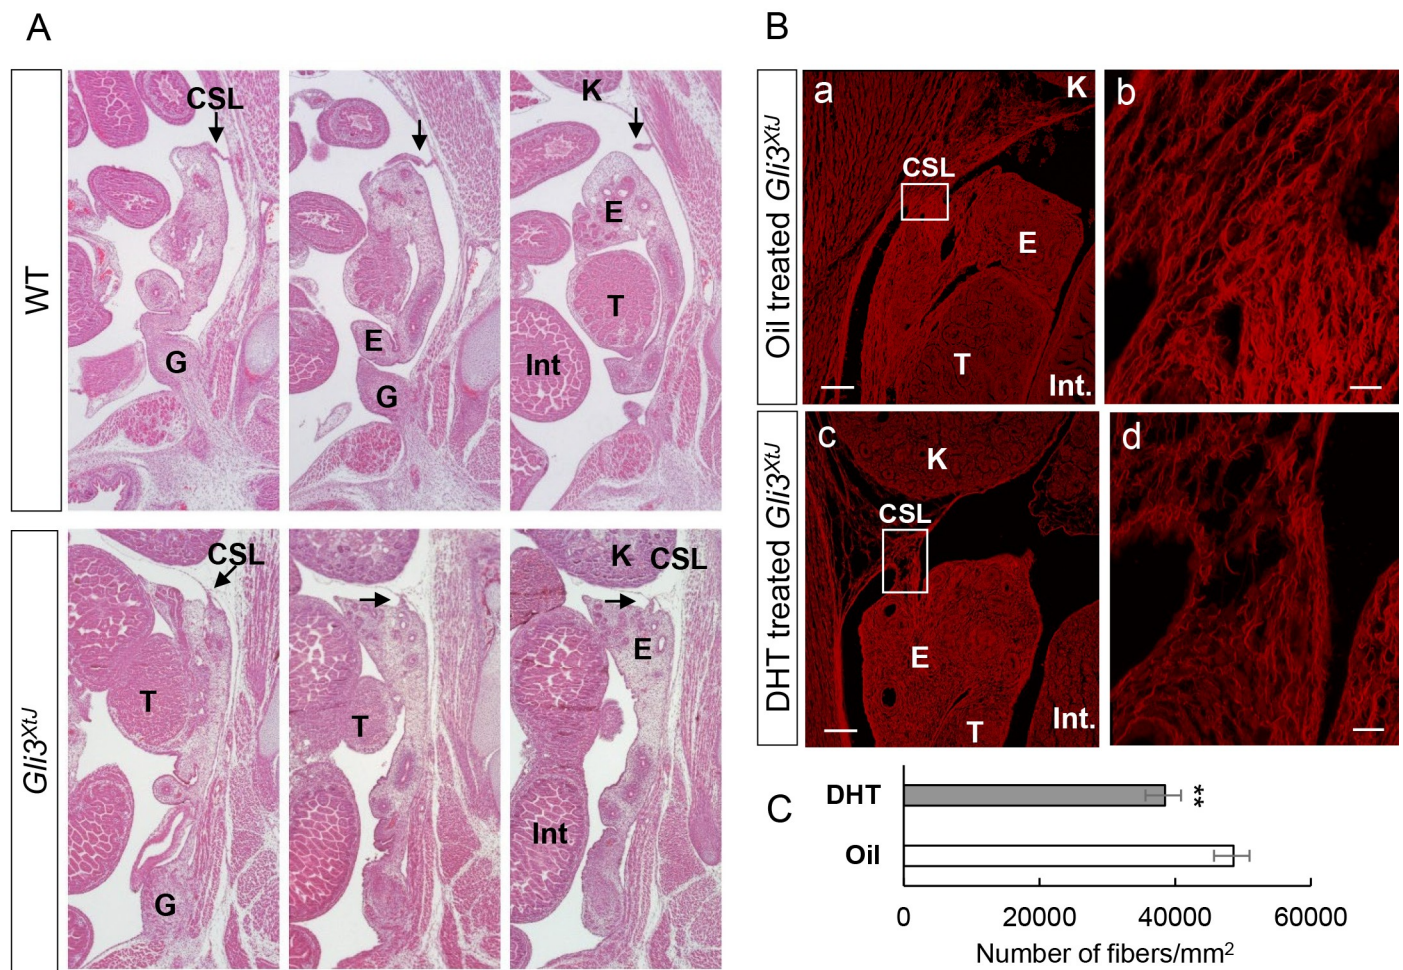 A
WT
CSL
G
E
G
K
E
T
Int
Gli3XtJ
CSL
T
G
T
K CSL
E
Int
B
Oil treated Gli3XtJ
a
K
CSL
E
T
Int.
b
DHT treated Gli3XtJ
c
K
CSL
E
T
Int.
d
C
DHT
**
Oil
0 20000 40000 60000
Number of fibers/mm2